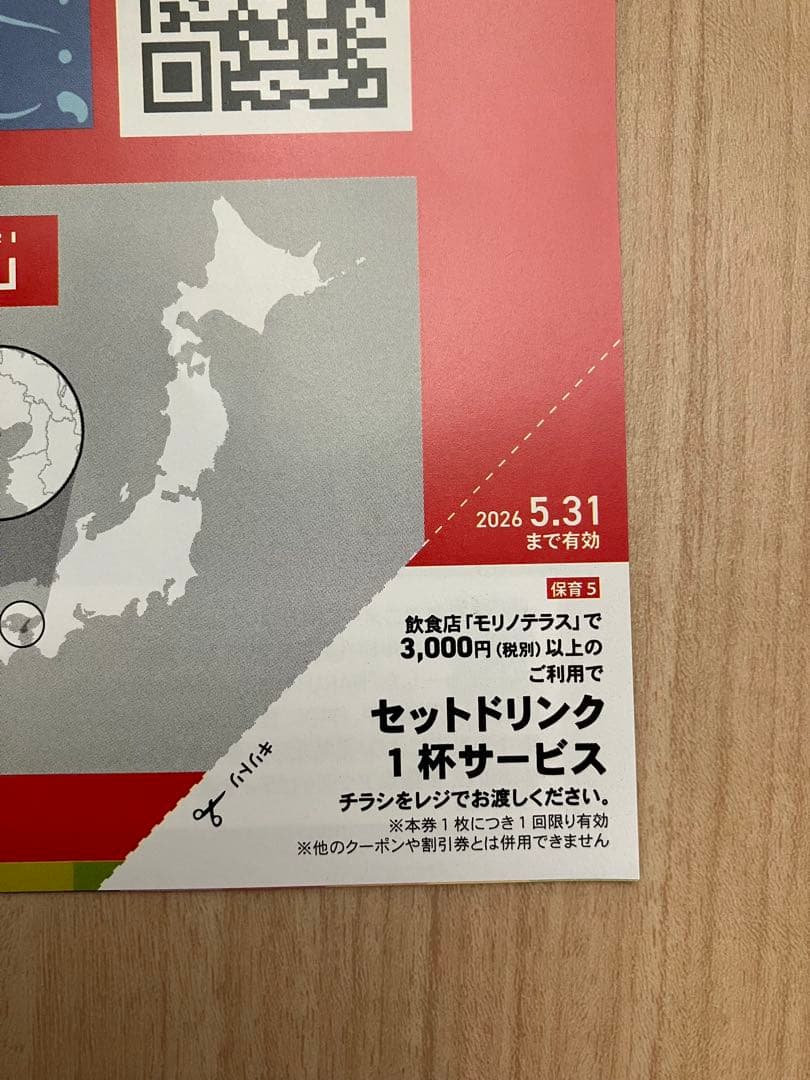 2026 5.31
まで有効
保育 5
飲食店「モリノテラス」で
3,000円（税別）以上の
ご利用で
セットドリンク
1杯サービス
キリトリ
チラシをレジでお渡しください。
※本券1枚につき1回限り有効
※他のクーポンや割引券とは併用できません